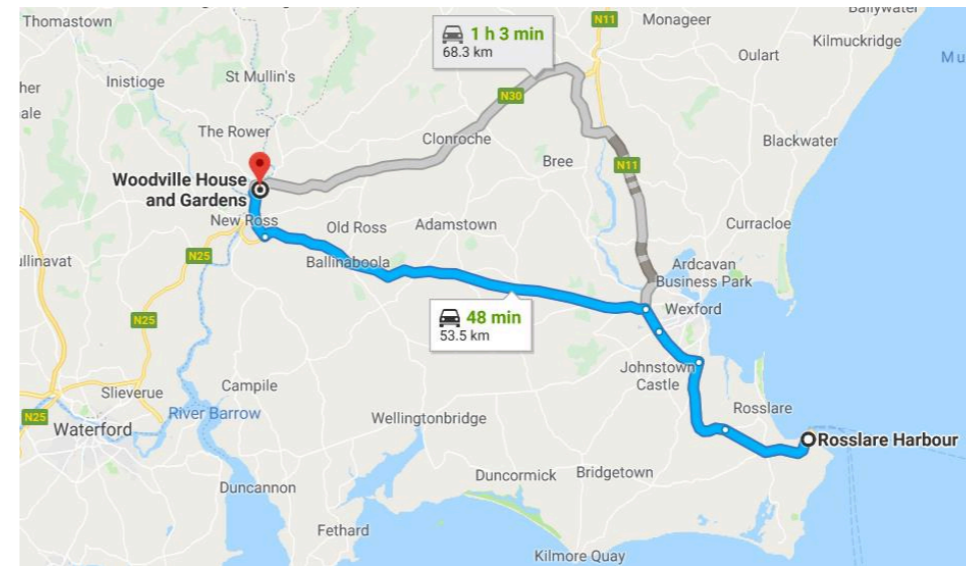 Thomastown
N11
Monageer
Ballywater
Kilmuckridge
1 h 3 min
68.3 km
Oulart
her
Inistioge
St Mullin's
ale
N30
The Rower
Clonroche
Blackwater
Bree
N11
Woodville House
and Gardens
New Ross
Old Ross
Adamstown
Curracloe
ullinavat
N25
Ballinaboola
Ardcavan
Business Park
N25
48 min
53.5 km
Wexford
Johnstown
Castle
Slieverue
Campile
River Barrow
Wellingtonbridge
Rosslare
N25
Waterford
Rosslare Harbour
Duncormick
Bridgetown
Duncannon
Fethard
Kilmore Quay